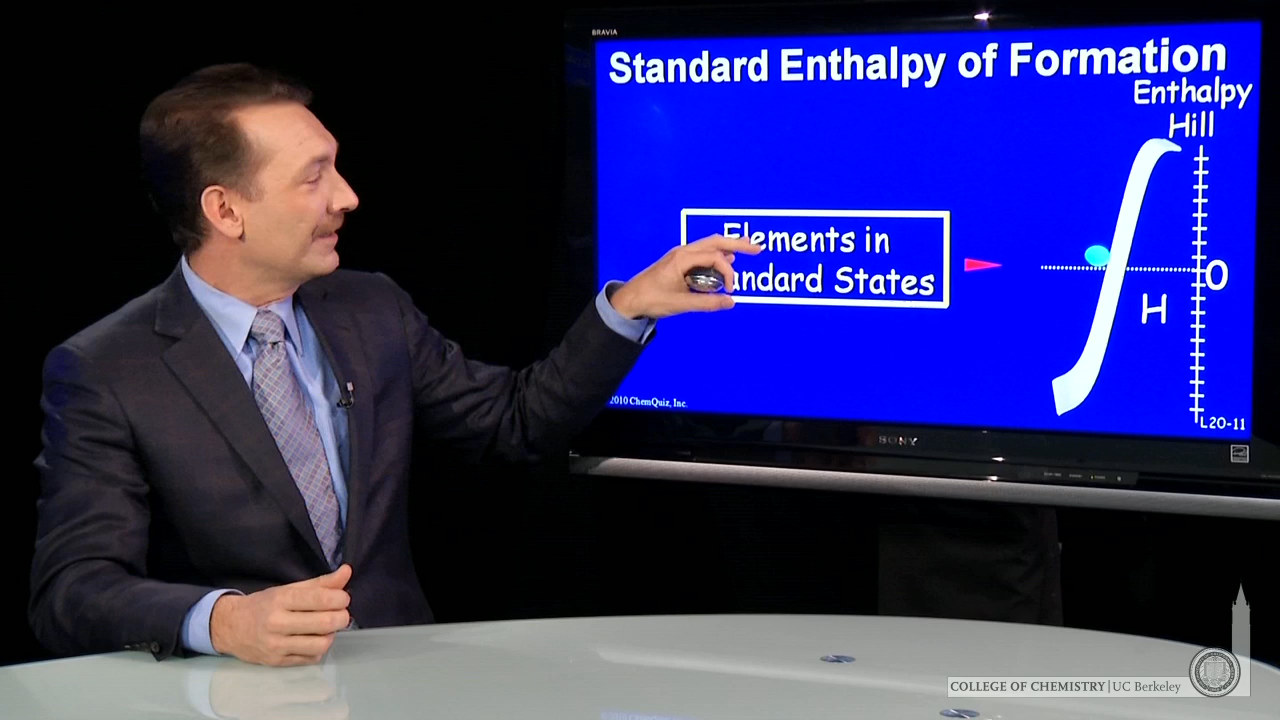 BRAVIA
Standard Enthalpy of Formation
Enthalpy
Hill
Elements in
andard States
0
H
2010 ChemQuiz, Inc.
L20-11
SONY
COLLEGE OF CHEMISTRY | UC Berkeley